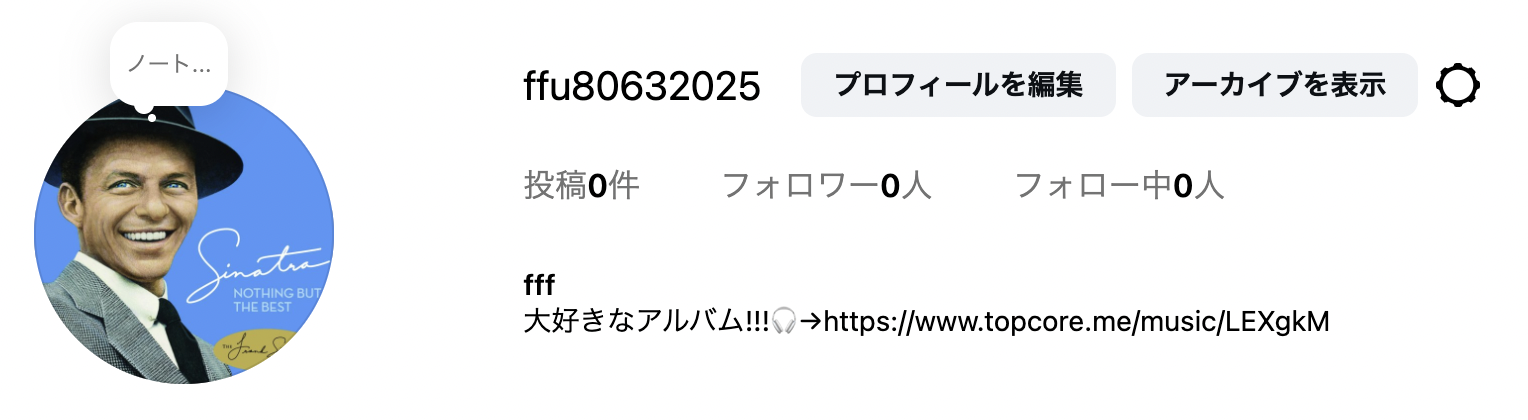 ノート...
ffu80632025 プロフィールを編集 アーカイブを表示
投稿0件 フォロワー0人 フォロー中0人
Sinatra
NOTHING BUT
THE BEST
THE
Frank
fff
大好きなアルバム!!!🎧→https://www.topcore.me/music/LEXgkM